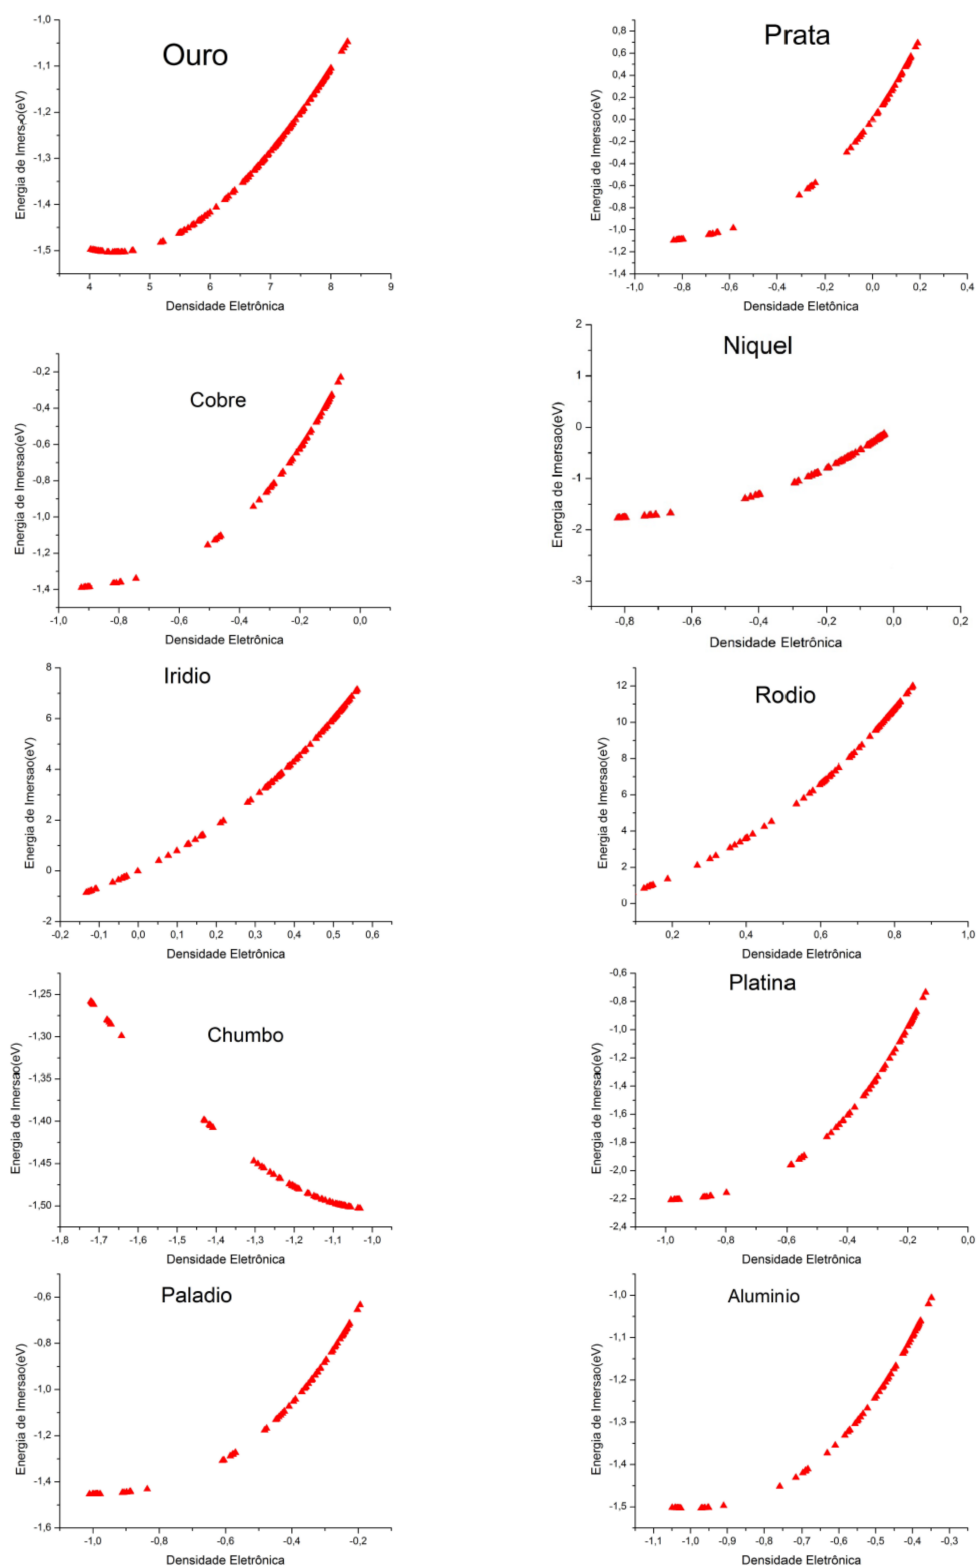 Ouro
Energia de Imersao(eV)
-1,0
-1,1
-1,2
-1,3
-1,4
-1,5
4 5 6 7 8 9
Densidade Eletrônica
Prata
Energia de Imersao(eV)
0,8
0,6
0,4
0,2
0,0
-0,2
-0,4
-0,6
-0,8
-1,0
-1,2
-1,4
-1,0 -0,8 -0,6 -0,4 -0,2 0,0 0,2 0,4
Densidade Eletônica
Cobre
Energia de Imersao(eV)
-0,2
-0,4
-0,6
-0,8
-1,0
-1,2
-1,4
-1,0 -0,8 -0,6 -0,4 -0,2 0,0
Densidade Eletrônica
Niquel
Energia de Imersao(eV)
2
1
0
-1
-2
-3
-0,8 -0,6 -0,4 -0,2 0,0 0,2
Densidade Eletrônica
Iridio
Energia de Imersao(eV)
8
6
4
2
0
-2
-0,2 -0,1 0,0 0,1 0,2 0,3 0,4 0,5 0,6
Densidade Eletrônica
Rodio
Energia de Imersao(eV)
12
10
8
6
4
2
0
0,2 0,4 0,6 0,8 1,0
Densidade Eletrônica
Chumbo
Energia de Imersao(eV)
-1,25
-1,30
-1,35
-1,40
-1,45
-1,50
-1,8 -1,7 -1,6 -1,5 -1,4 -1,3 -1,2 -1,1 -1,0
Densidade Eletrônica
Platina
Energia de Imersao(eV)
-0,6
-0,8
-1,0
-1,2
-1,4
-1,6
-1,8
-2,0
-2,2
-2,4
-1,0 -0,8 -0,6 -0,4 -0,2 0,0
Densidade Eletrônica
Paladio
Energia de Imersao(eV)
-0,6
-0,8
-1,0
-1,2
-1,4
-1,6
-1,0 -0,8 -0,6 -0,4 -0,2
Densidade Eletrônica
Aluminio
Energia de Imersao(eV)
-1,0
-1,1
-1,2
-1,3
-1,4
-1,5
-1,1 -1,0 -0,9 -0,8 -0,7 -0,6 -0,5 -0,4 -0,3
Densidade Eletrônica